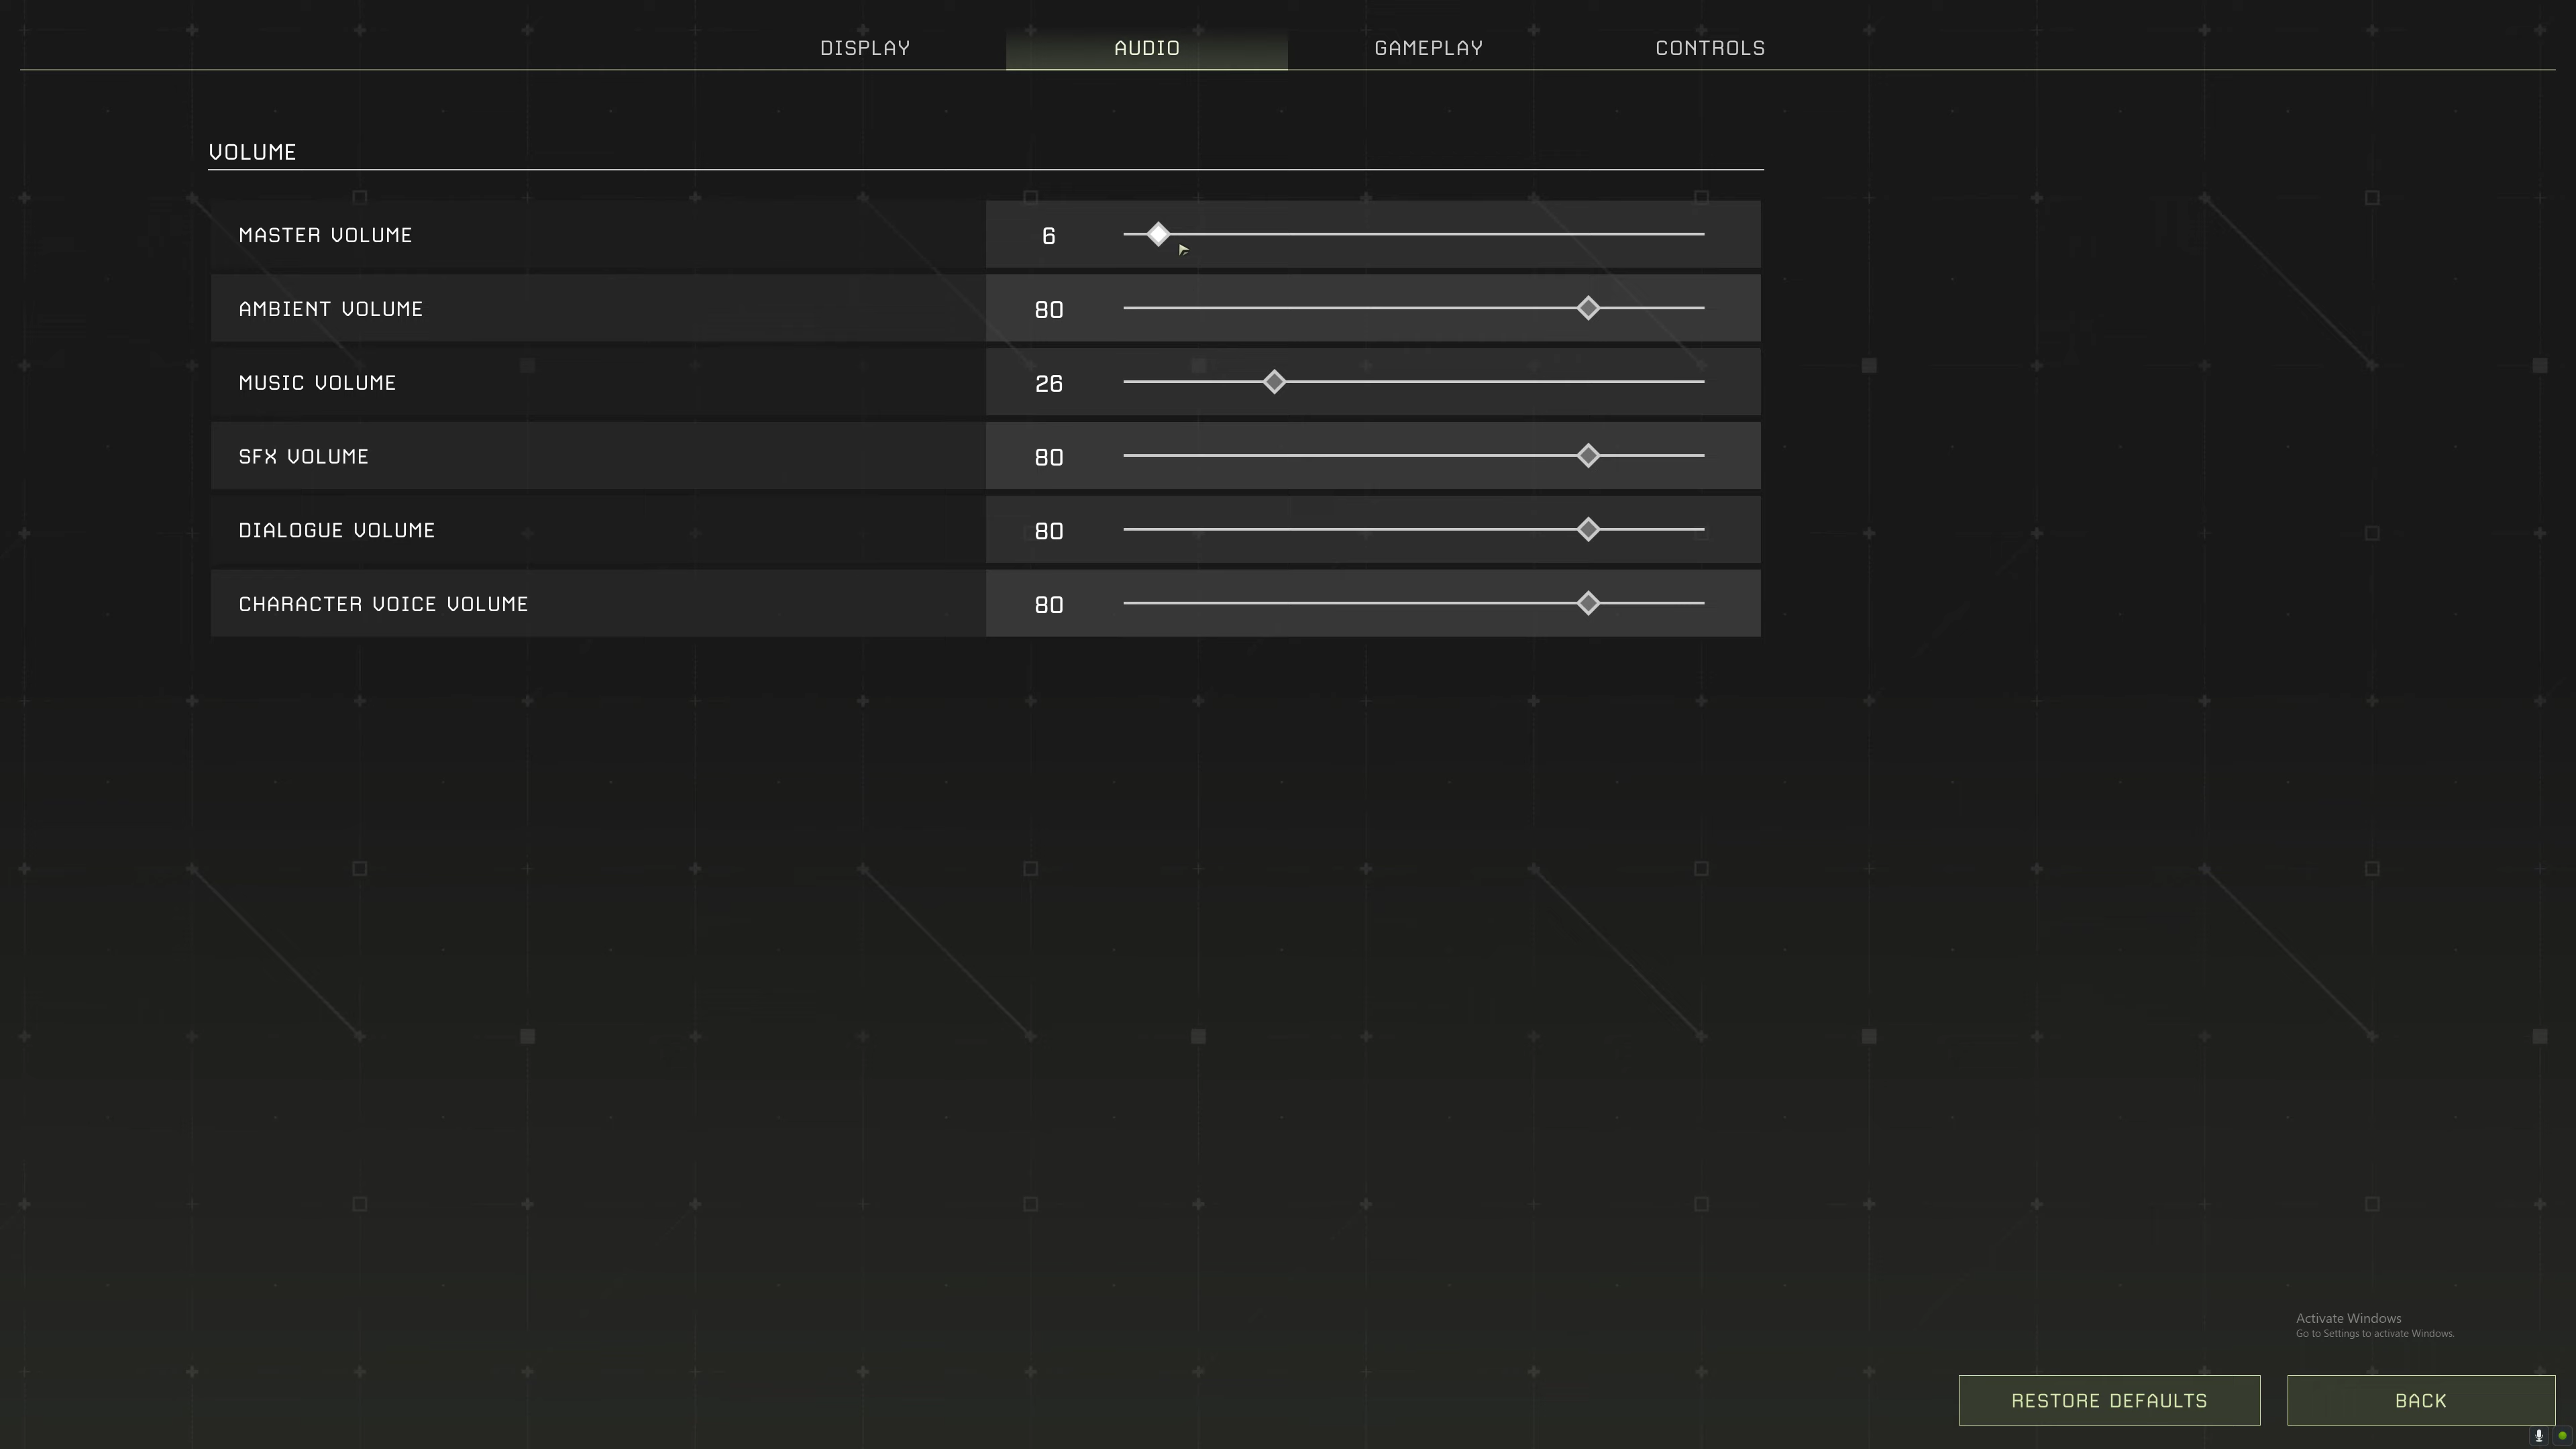 DISPLAY AUDIO GAMEPLAY CONTROLS
VOLUME
MASTER VOLUME 6
AMBIENT VOLUME 80
MUSIC VOLUME 26
SFX VOLUME 80
DIALOGUE VOLUME 80
CHARACTER VOICE VOLUME 80
Activate Windows
Go to Settings to activate Windows.
RESTORE DEFAULTS BACK